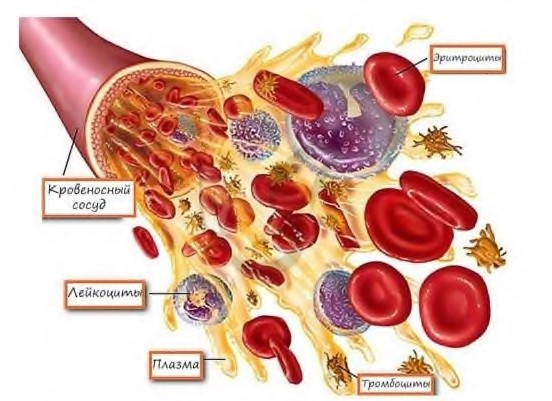 Эритроциты
Кровеносный
сосуд
Лейкоциты
Плазма
Тромбоциты